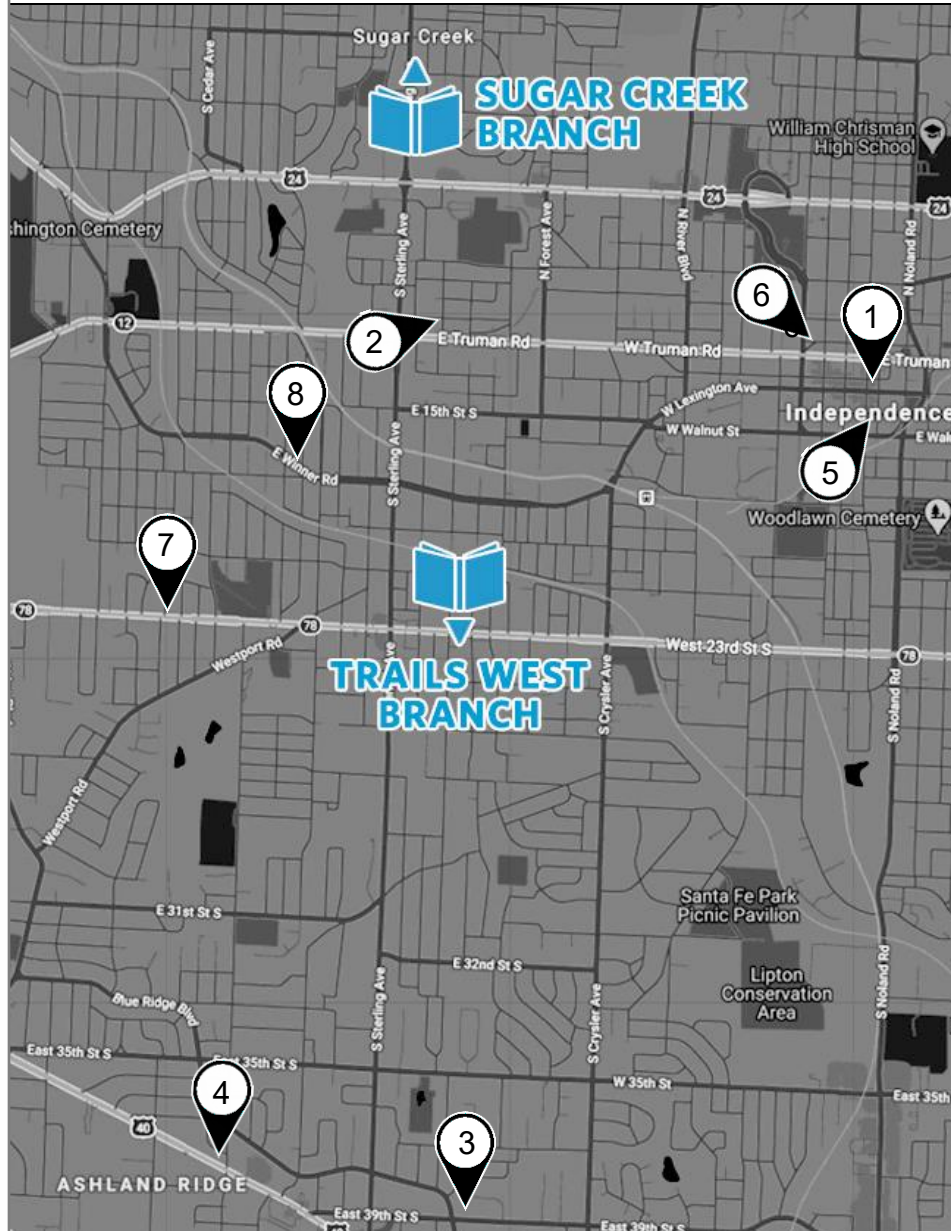 Sugar Creek
SUGAR CREEK
BRANCH
S Cedar Ave
William Chrisman
High School
24
24
24
hington Cemetery
S Sterling Ave
N Forest Ave
N River Blvd
N Noland Rd
6
1
12
2
E Truman Rd
W Truman Rd
E Truman
8
W Lexington Ave
E 15th St S
Independence
W Walnut St
E Wal
S Sterling Ave
E Winner Rd
5
Woodlawn Cemetery
7
78
78
West 23rd St S
78
Westport Rd
TRAILS WEST
BRANCH
Ave
S Crysler Ave
S Noland Rd
Westport Rd
Santa Fe Park
Picnic Pavilion
E 31st St S
E 32nd St S
Lipton
Conservation
Area
S Noland Rd
S Sterling Ave
S Crysler Ave
Blue Ridge Blvd
East 35th St S
East 35th St S
W 35th St
East 35th
4
40
3
ASHLAND RIDGE
East 39th St S
East 39th St S